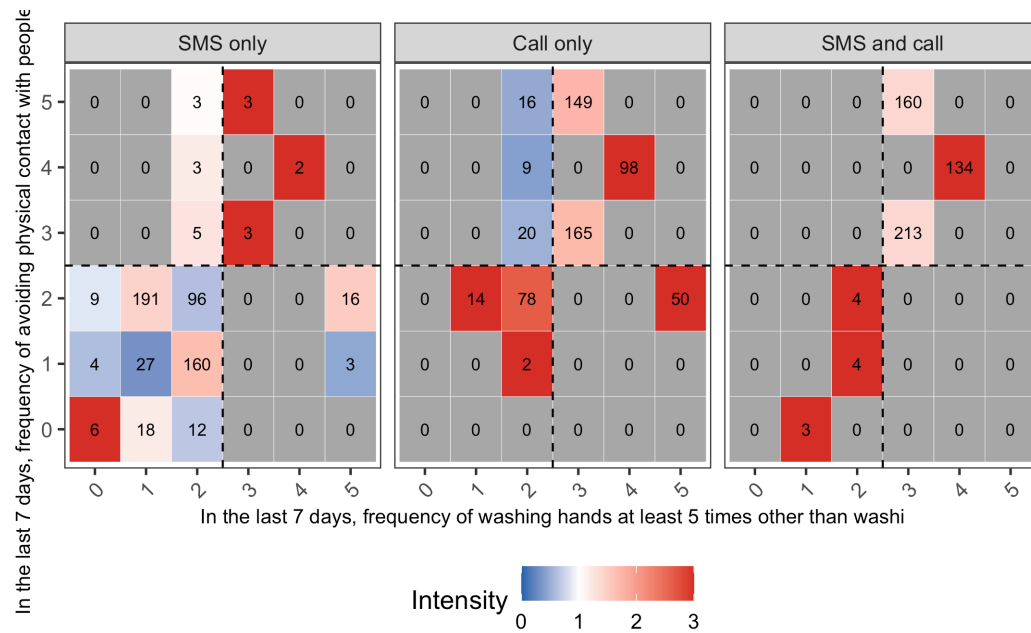 SMS only Call only SMS and call
5 0 0 3 3 0 0 0 0 16 149 0 0 0 0 0 160 0 0
4 0 0 3 0 2 0 0 0 9 0 98 0 0 0 0 0 134 0
3 0 0 5 3 0 0 0 0 20 165 0 0 0 0 0 213 0 0
2 9 191 96 0 0 16 0 14 78 0 0 50 0 0 4 0 0 0
1 4 27 160 0 0 3 0 0 2 0 0 0 0 0 4 0 0 0
0 6 18 12 0 0 0 0 0 0 0 0 0 0 3 0 0 0 0
0 1 2 3 4 5 0 1 2 3 4 5 0 1 2 3 4 5
In the last 7 days, frequency of avoiding physical contact with people
In the last 7 days, frequency of washing hands at least 5 times other than washi
Intensity
0 1 2 3